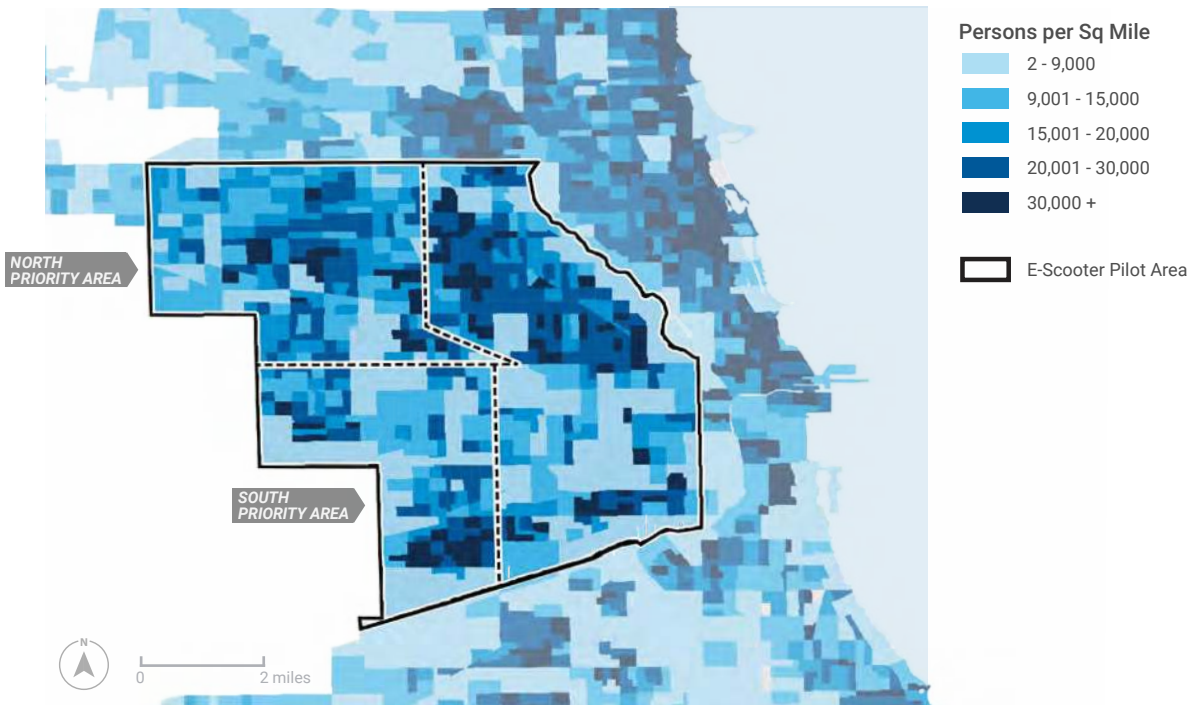 Persons per Sq Mile
2 - 9,000
9,001 - 15,000
15,001 - 20,000
20,001 - 30,000
30,000 +
E-Scooter Pilot Area
NORTH
PRIORITY AREA
SOUTH
PRIORITY AREA
N
0 2 miles